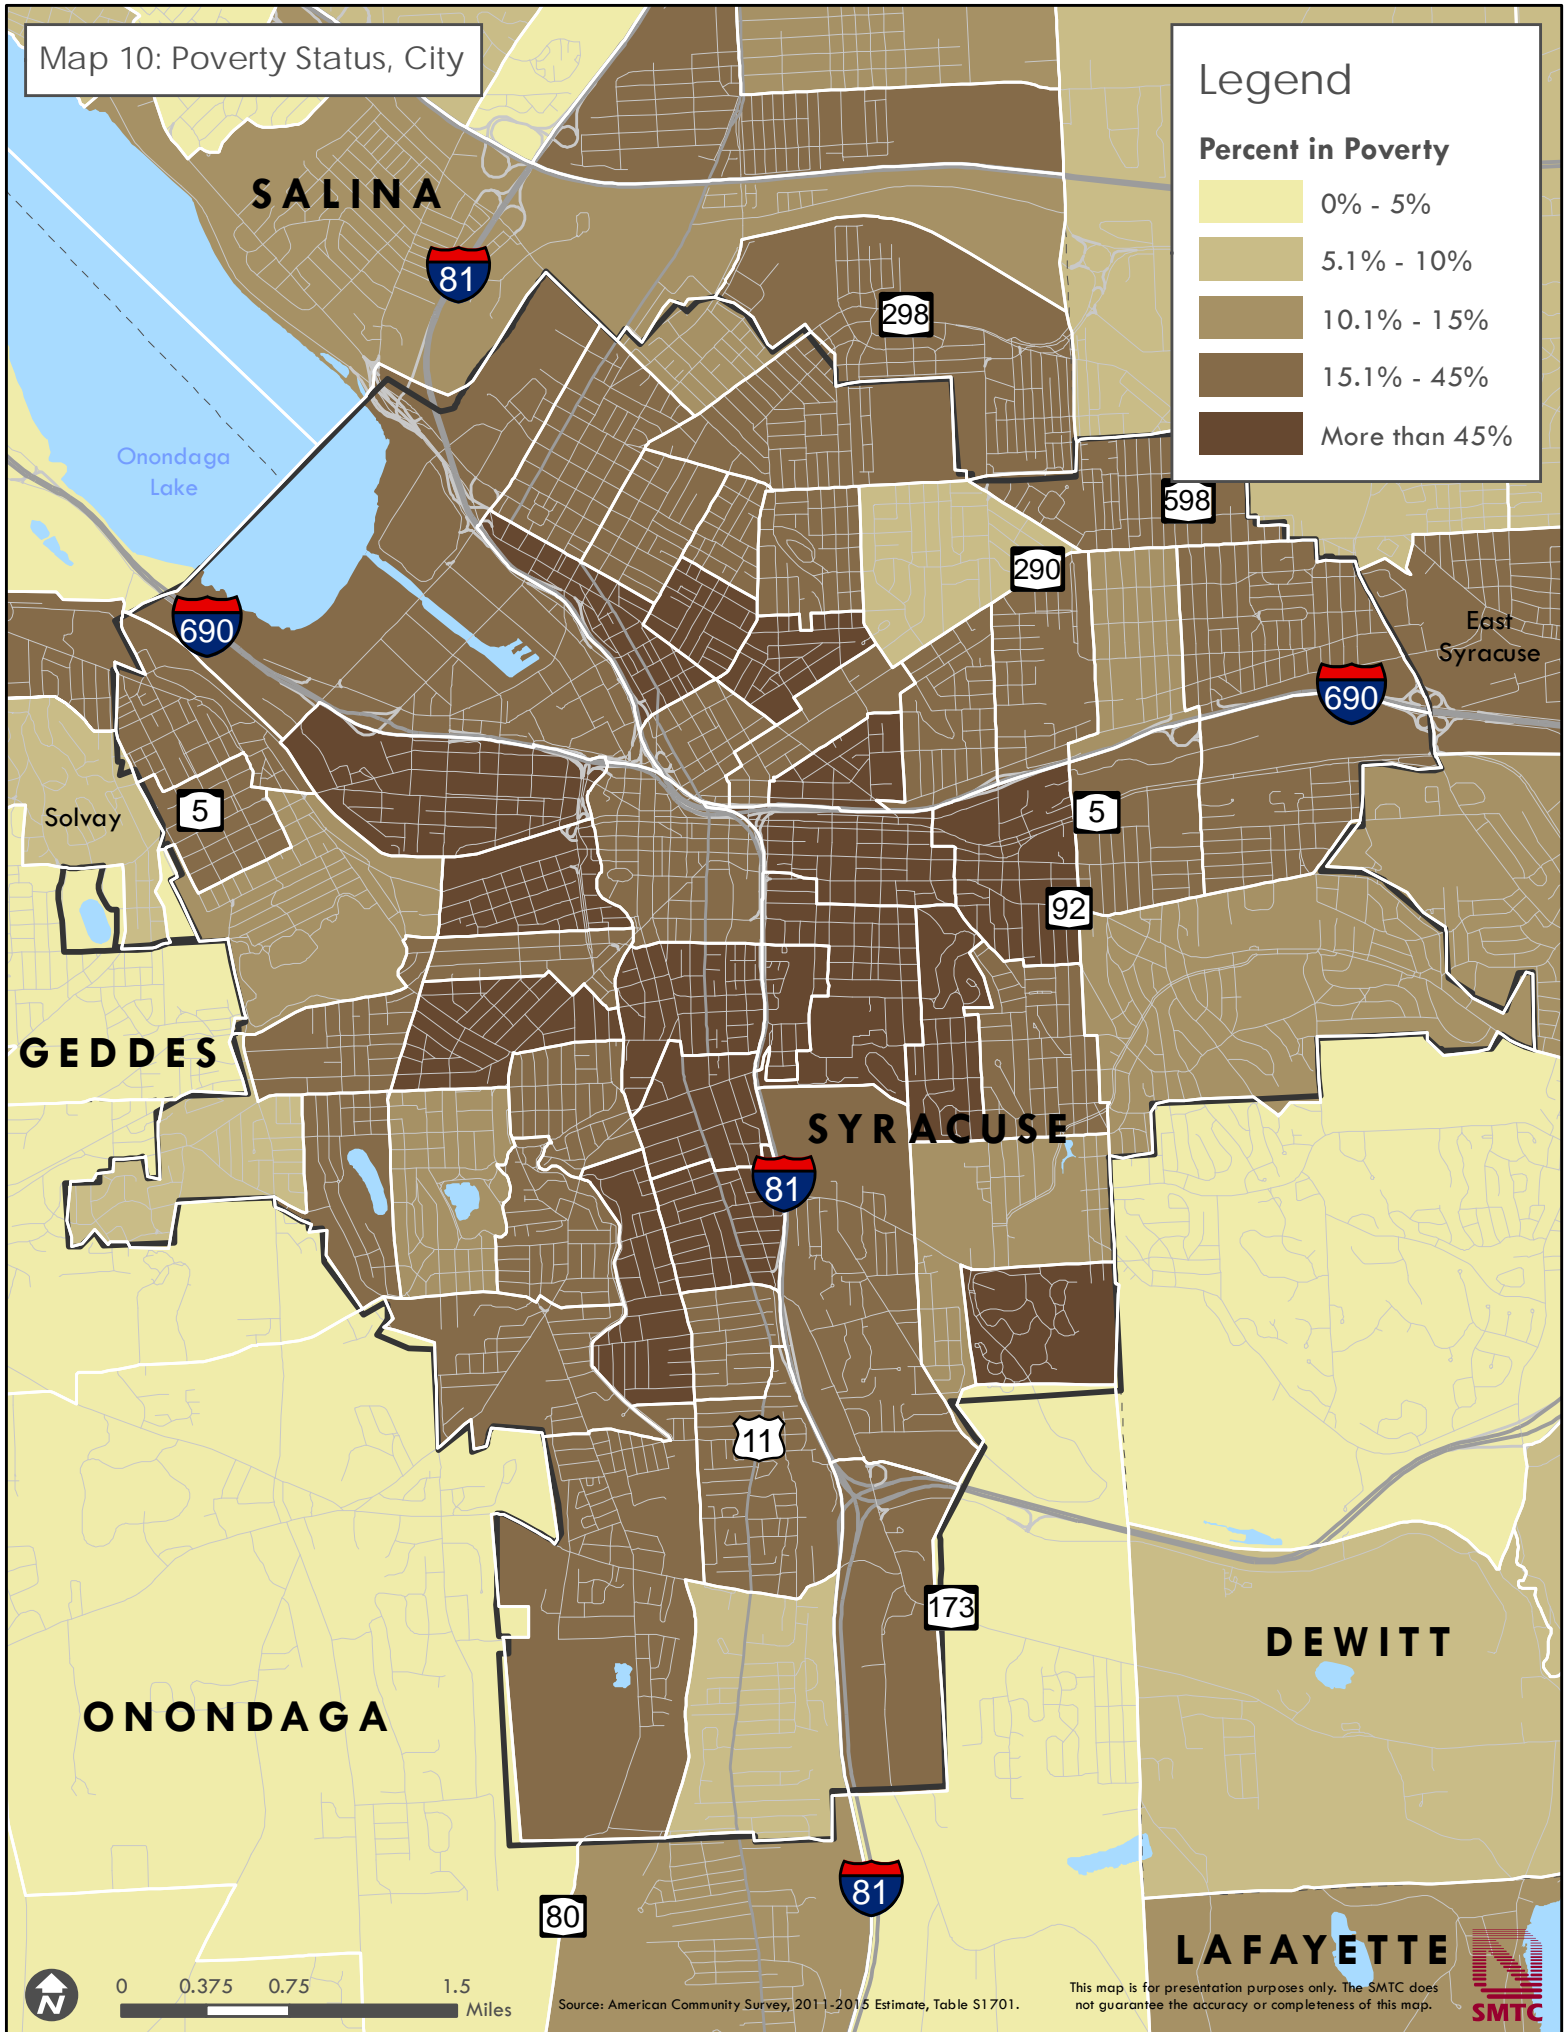 Map 10: Poverty Status, City
Legend
Percent in Poverty
0% - 5%
5.1% - 10%
10.1% - 15%
15.1% - 45%
More than 45%
SALINA
81
298
Onondaga
Lake
598
290
690
East
Syracuse
690
Solvay
5
5
92
GEDDES
SYRACUSE
81
11
173
DEWITT
ONONDAGA
81
80
LAFAYETTE
N
0 0.375 0.75 1.5
Miles
Source: American Community Survey, 2011-2015 Estimate, Table S1701.
This map is for presentation purposes only. The SMTC does
not guarantee the accuracy or completeness of this map.
SMTC